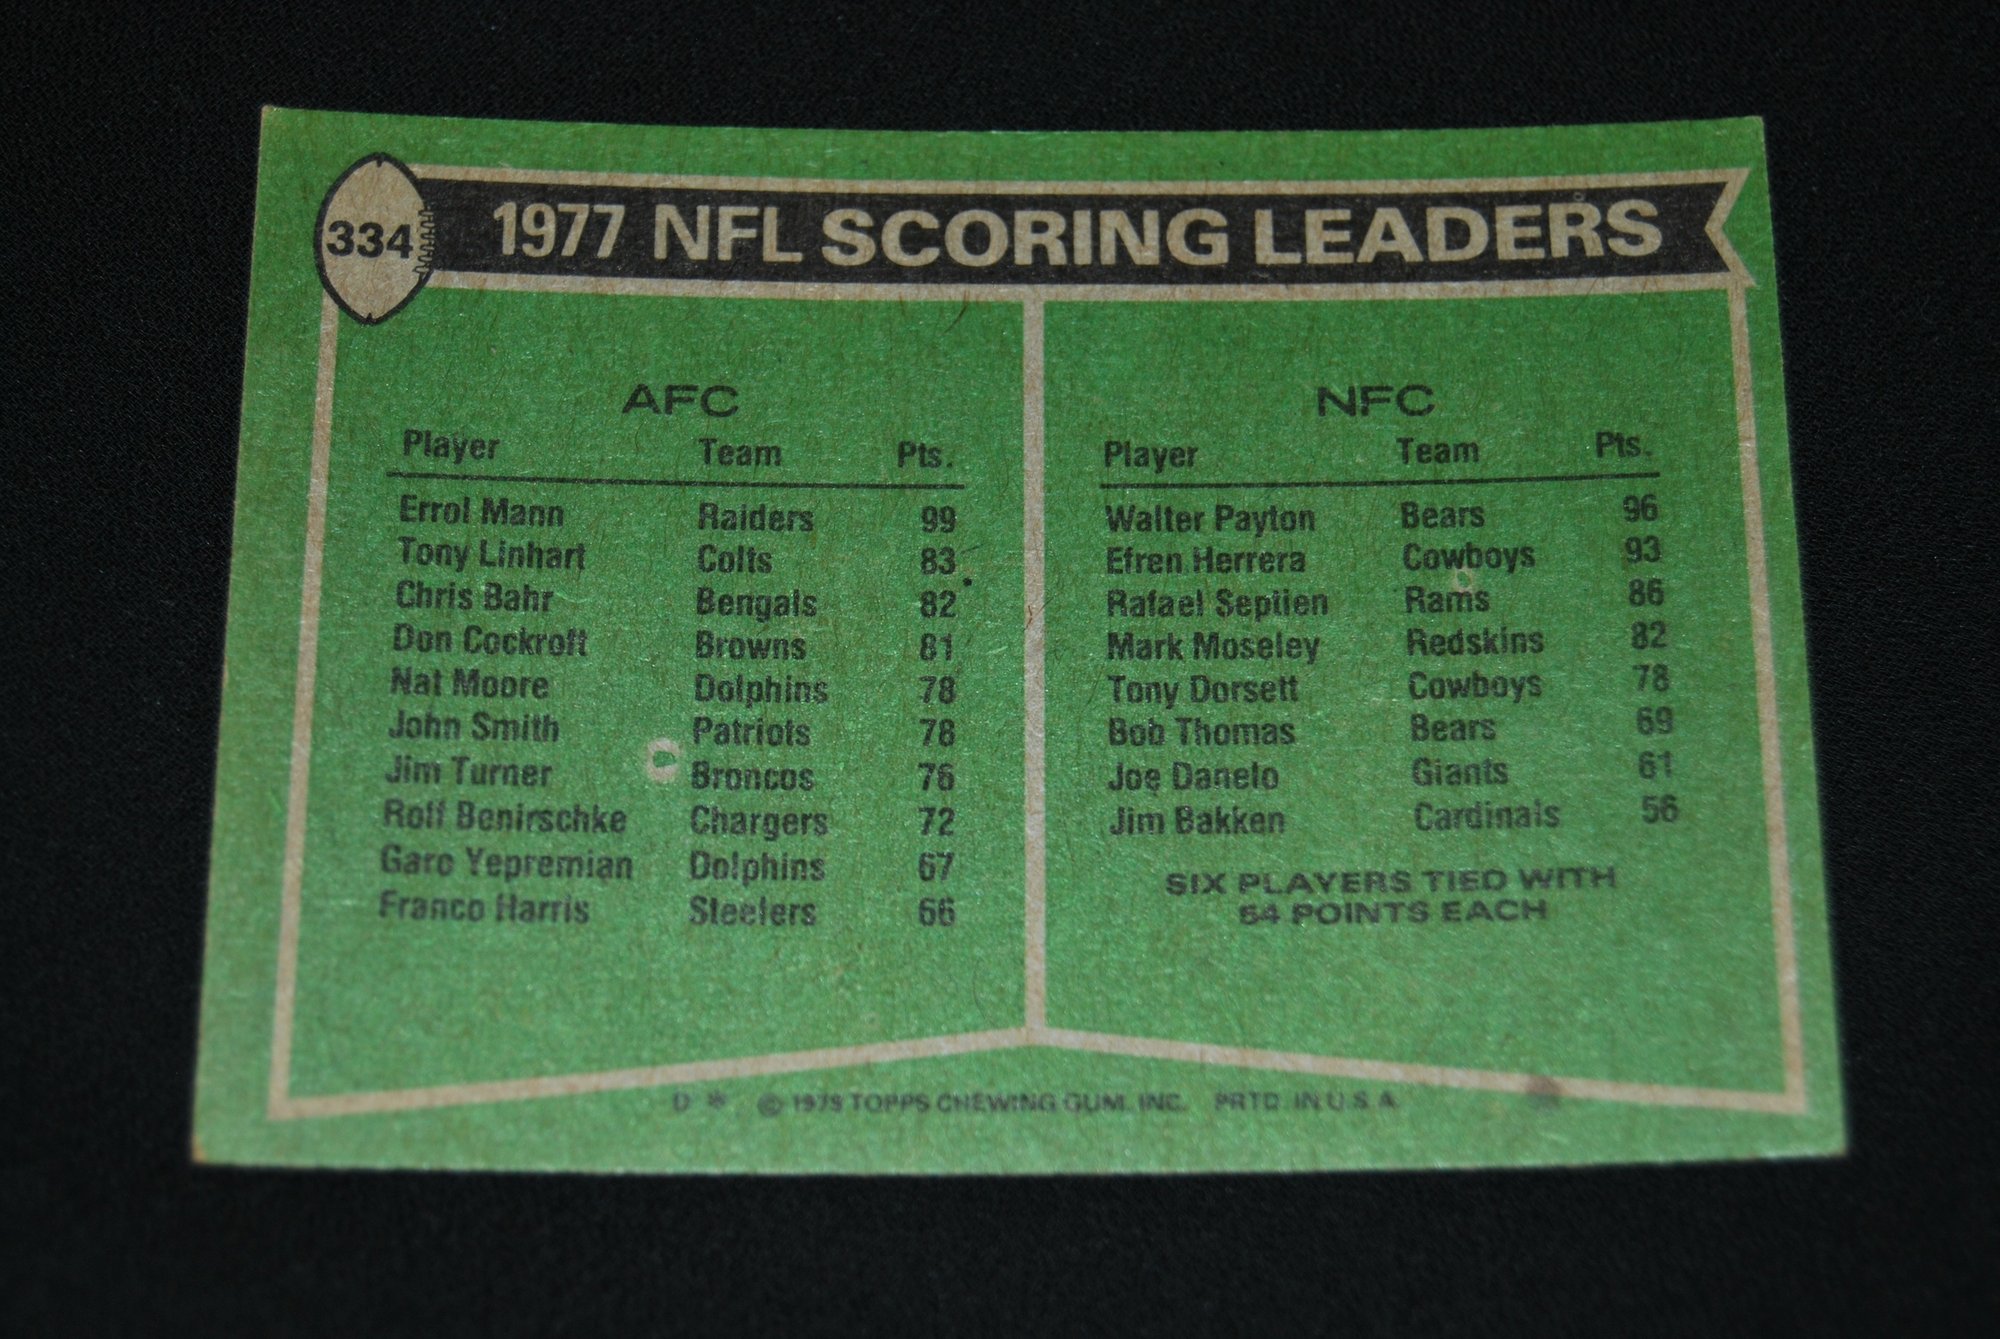 334 1977 NFL SCORING LEADERS
AFC
Player Team Pts.
Errol Mann Raiders 99
Tony Linhart Colts 83
Chris Bahr Bengals 82
Don Cockroft Browns 81
Nat Moore Dolphins 78
John Smith Patriots 78
Jim Turner Broncos 76
Rolf Benirschke Chargers 72
Garo Yepremian Dolphins 67
Franco Harris Steelers 66
NFC
Player Team Pts.
Walter Payton Bears 96
Efren Herrera Cowboys 93
Rafael Septien Rams 86
Mark Moseley Redskins 82
Tony Dorsett Cowboys 78
Bob Thomas Bears 69
Joe Danelo Giants 61
Jim Bakken Cardinals 56
SIX PLAYERS TIED WITH
54 POINTS EACH
D * © 1978 TOPPS CHEWING GUM, INC. PRTD. IN U.S.A.